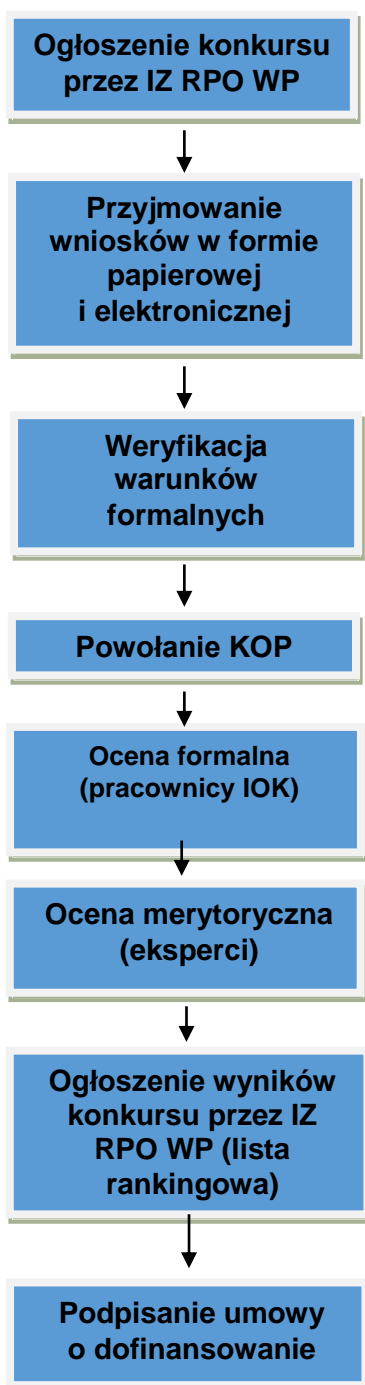 Ogłoszenie konkursu
przez IZ RPO WP
Przyjmowanie
wniosków w formie
papierowej
i elektronicznej
Weryfikacja
warunków
formalnych
Powołanie KOP
Ocena formalna
(pracownicy IOK)
Ocena merytoryczna
(eksperci)
Ogłoszenie wyników
konkursu przez IZ
RPO WP (lista
rankingowa)
Podpisanie umowy
o dofinansowanie